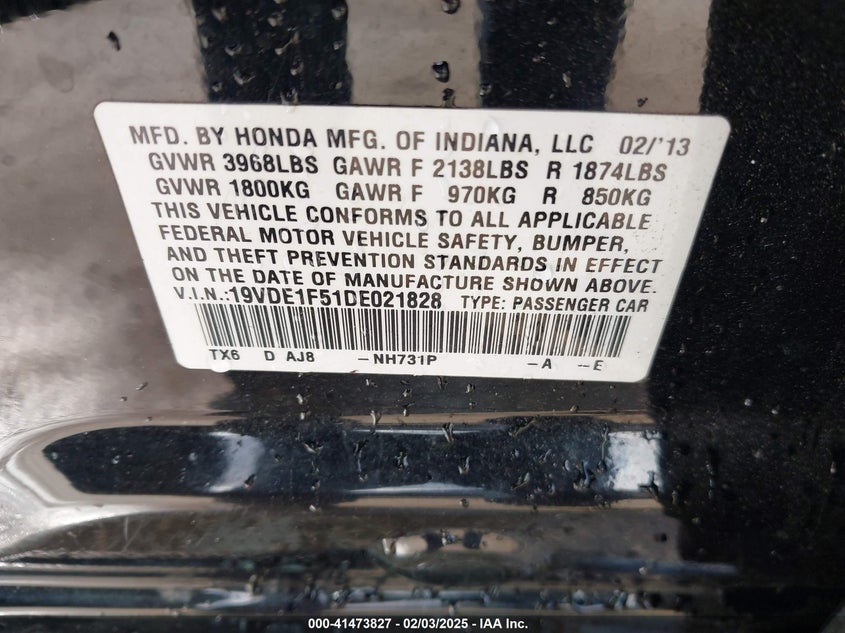 MFD. BY HONDA MFG. OF INDIANA, LLC 02/'13
GVWR 3968LBS GAWR F 2138LBS R 1874LBS
GVWR 1800KG GAWR F 970KG R 850KG
THIS VEHICLE CONFORMS TO ALL APPLICABLE
FEDERAL MOTOR VEHICLE SAFETY, BUMPER,
AND THEFT PREVENTION STANDARDS IN EFFECT
ON THE DATE OF MANUFACTURE SHOWN ABOVE.
V.I.N.:19VDE1F51DE021828 TYPE: PASSENGER CAR
TX6 D AJ8 -NH731P -A --E
000-41473827 - 02/03/2025 - IAA Inc.